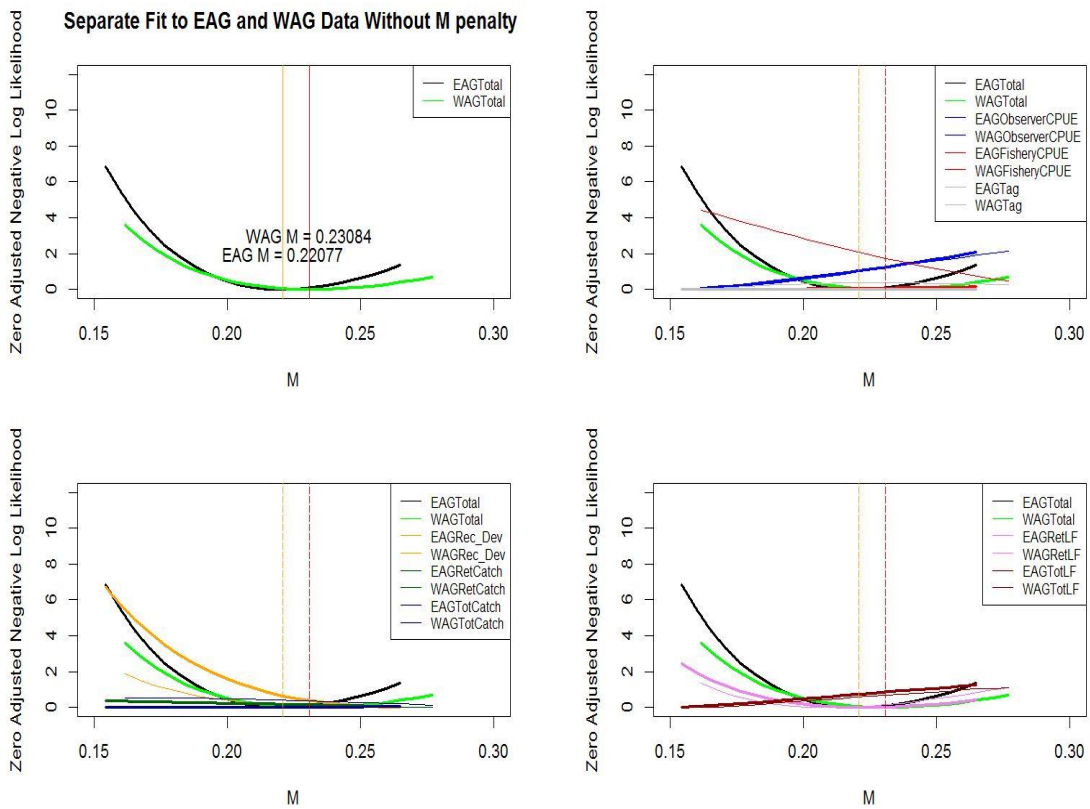 Separate Fit to EAG and WAG Data Without M penalty
Zero Adjusted Negative Log Likelihood
10
8
6
4
2
0
EAGTotal
WAGTotal
WAG M = 0.23084
EAG M = 0.22077
0.15 0.20 0.25 0.30
M
Zero Adjusted Negative Log Likelihood
10
8
6
4
2
0
EAGTotal
WAGTotal
EAGObserverCPUE
WAGObserverCPUE
EAGFisheryCPUE
WAGFisheryCPUE
EAGTag
WAGTag
0.15 0.20 0.25 0.30
M
Zero Adjusted Negative Log Likelihood
10
8
6
4
2
0
EAGTotal
WAGTotal
EAGRec_Dev
WAGRec_Dev
EAGRetCatch
WAGRetCatch
EAGTotCatch
WAGTotCatch
0.15 0.20 0.25 0.30
M
Zero Adjusted Negative Log Likelihood
10
8
6
4
2
0
EAGTotal
WAGTotal
EAGRetLF
WAGRetLF
EAGTotLF
WAGTotLF
0.15 0.20 0.25 0.30
M